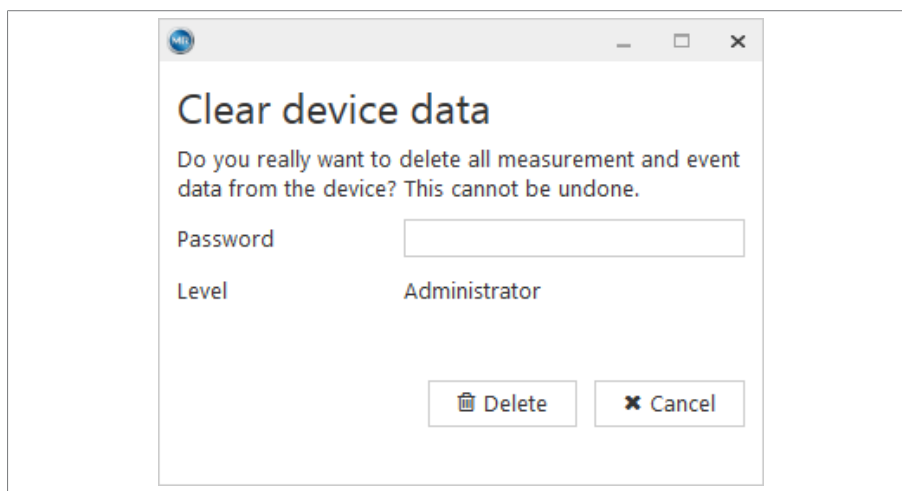 MR
Clear device data
Do you really want to delete all measurement and event
data from the device? This cannot be undone.
Password
Level Administrator
Delete Cancel